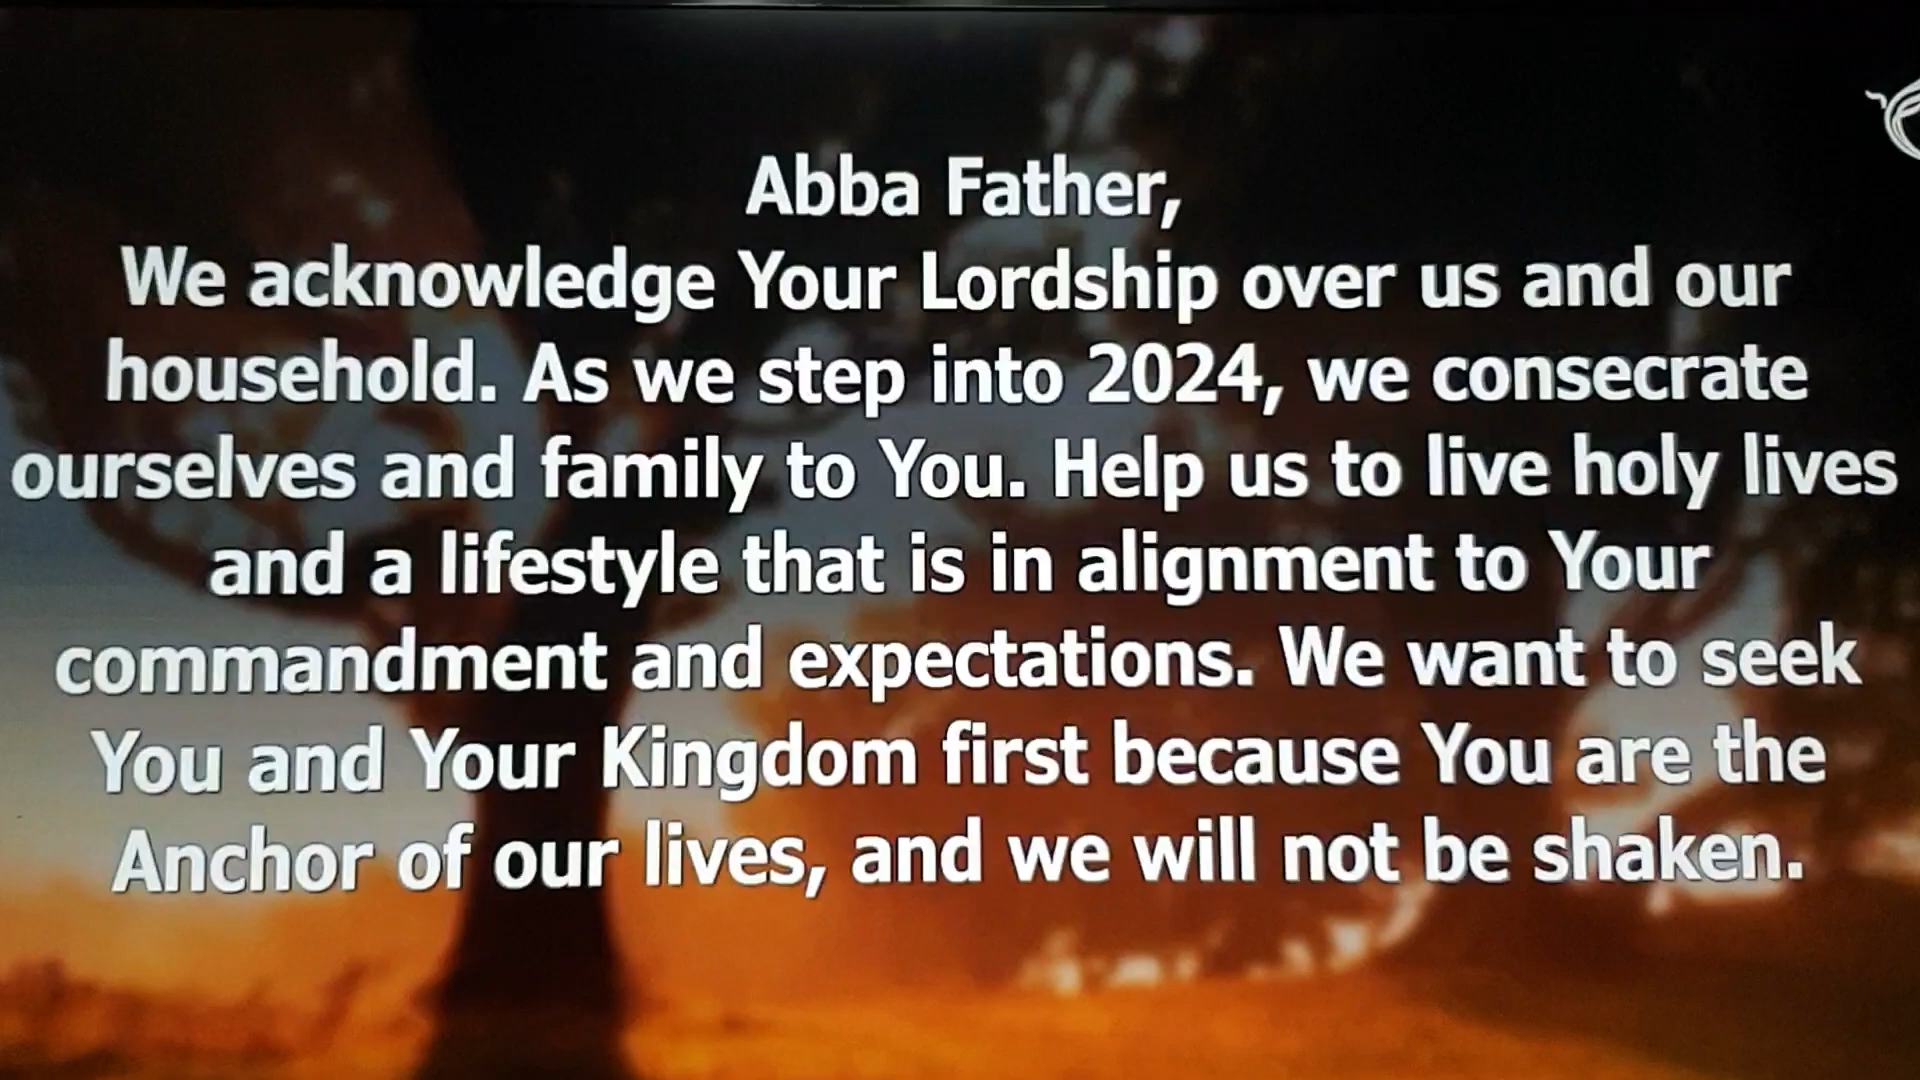 Abba Father,
We acknowledge Your Lordship over us and our
household. As we step into 2024, we consecrate
ourselves and family to You. Help us to live holy lives
and a lifestyle that is in alignment to Your
commandment and expectations. We want to seek
You and Your Kingdom first because You are the
Anchor of our lives, and we will not be shaken.